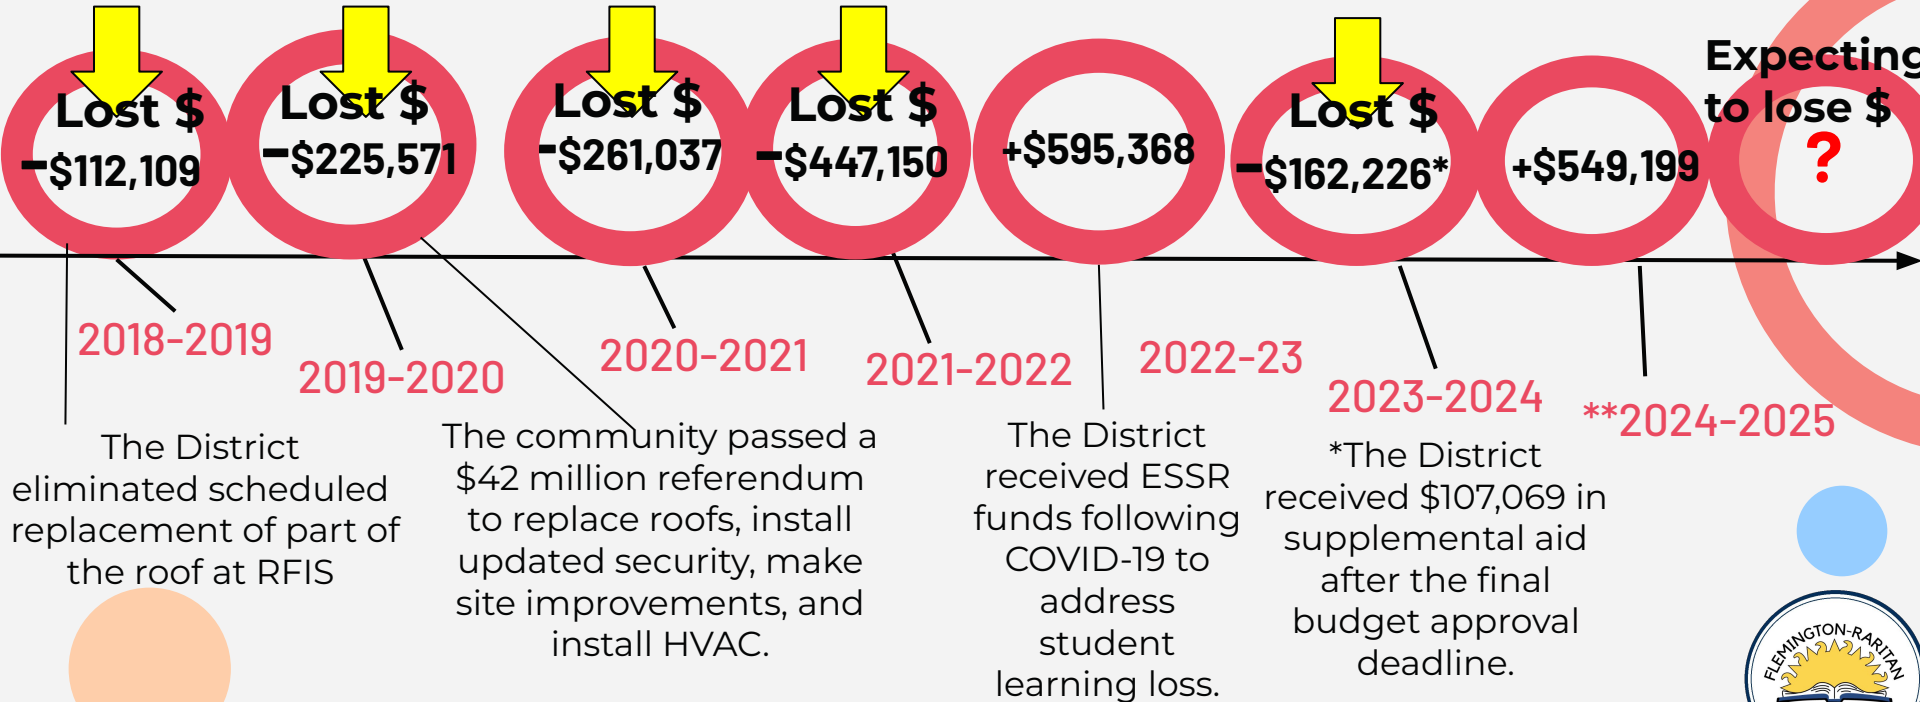 Lost $
-$112,109
Lost $
-$225,571
Lost $
-$261,037
Lost $
-$447,150
+$595,368
Lost $
-$162,226*
+$549,199
Expecting
to lose $
?
2018-2019
2019-2020
2020-2021
2021-2022
2022-23
2023-2024
**2024-2025
The District
eliminated scheduled
replacement of part of
the roof at RFIS
The community passed a
$42 million referendum
to replace roofs, install
updated security, make
site improvements, and
install HVAC.
The District
received ESSR
funds following
COVID-19 to
address
student
learning loss.
*The District
received $107,069 in
supplemental aid
after the final
budget approval
deadline.
FLEMINGTON-RARITAN